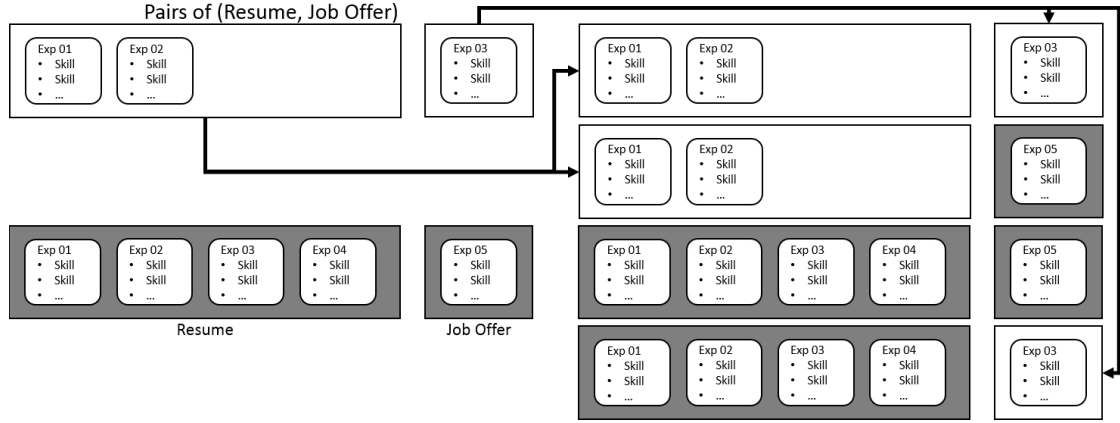 Pairs of (Resume, Job Offer)
Exp 01
• Skill
• Skill
• ...
Exp 02
• Skill
• Skill
• ...
Exp 03
• Skill
• Skill
• ...
Exp 01
• Skill
• Skill
• ...
Exp 02
• Skill
• Skill
• ...
Exp 03
• Skill
• Skill
• ...
Exp 01
• Skill
• Skill
• ...
Exp 02
• Skill
• Skill
• ...
Exp 05
• Skill
• Skill
• ...
Exp 01
• Skill
• Skill
• ...
Exp 02
• Skill
• Skill
• ...
Exp 03
• Skill
• Skill
• ...
Exp 04
• Skill
• Skill
• ...
Exp 05
• Skill
• Skill
• ...
Exp 01
• Skill
• Skill
• ...
Exp 02
• Skill
• Skill
• ...
Exp 03
• Skill
• Skill
• ...
Exp 04
• Skill
• Skill
• ...
Exp 05
• Skill
• Skill
• ...
Resume
Job Offer
Exp 01
• Skill
• Skill
• ...
Exp 02
• Skill
• Skill
• ...
Exp 03
• Skill
• Skill
• ...
Exp 04
• Skill
• Skill
• ...
Exp 03
• Skill
• Skill
• ...